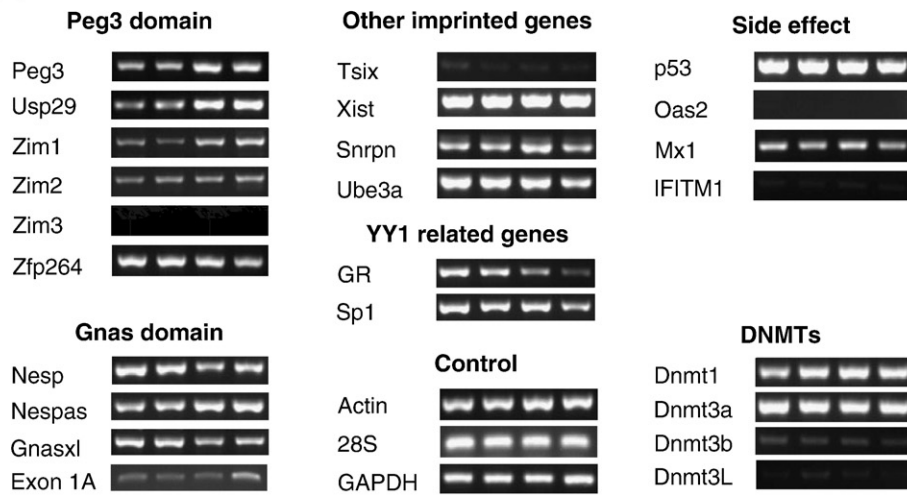 Peg3 domain
Peg3
Usp29
Zim1
Zim2
Zim3
Zfp264
Gnas domain
Nesp
Nespas
Gnasxl
Exon 1A
Other imprinted genes
Tsix
Xist
Snrpn
Ube3a
YY1 related genes
GR
Sp1
Control
Actin
28S
GAPDH
Side effect
p53
Oas2
Mx1
IFITM1
DNMTs
Dnmt1
Dnmt3a
Dnmt3b
Dnmt3L